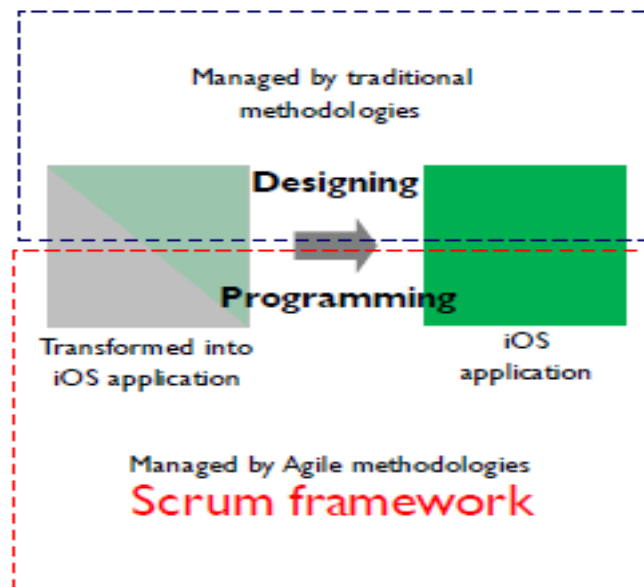 Managed by traditional
methodologies
Designing
Programming
Transformed into
iOS application
iOS
application
Managed by Agile methodologies
Scrum framework